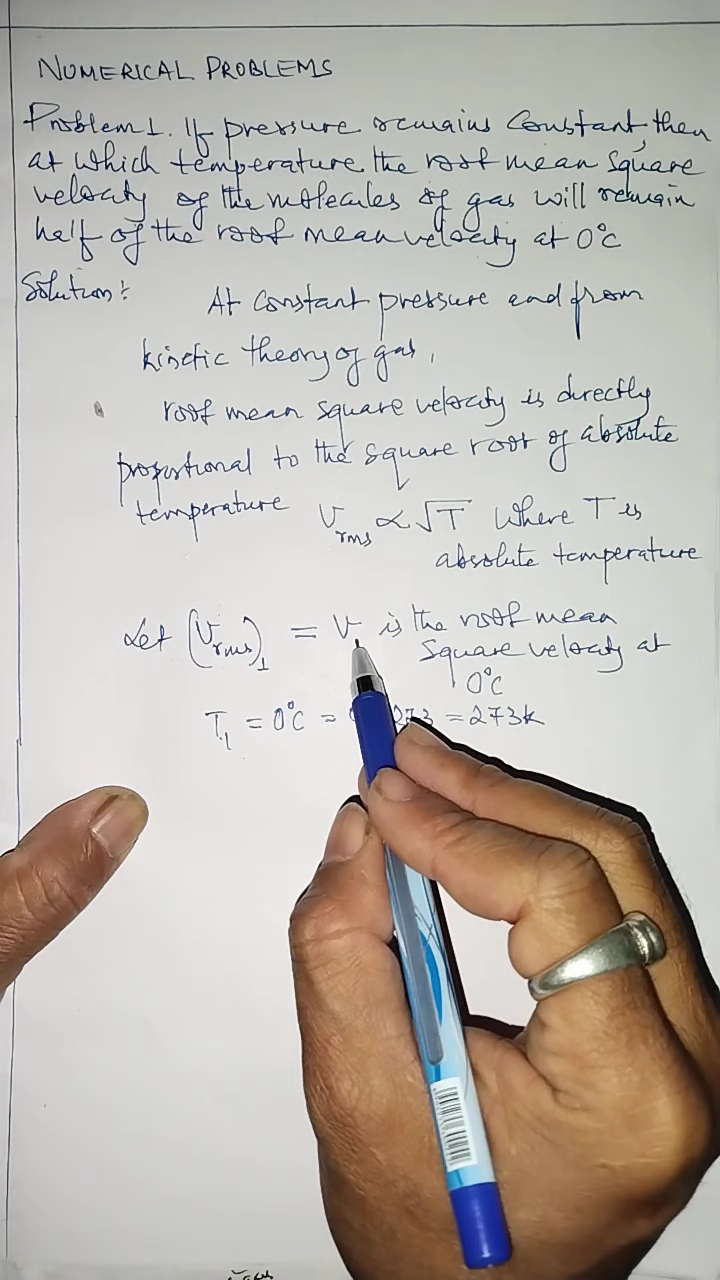 NUMERICAL PROBLEMS
Problem 1. If pressure remains Constant, then
at which temperature the root mean square
velocity of the molecules of gas will remain
half of the root mean velocity at 0°C
Solution:
At constant pressure and from
kinetic theory of gas,
root mean square velocity is directly
proportional to the square root of absolute
temperature Vrms ∝ √T where T is
absolute temperature
Let (Vrms)1 = V is the root mean
square velocity at
0°C
T1 = 0°C = 273 = 273K